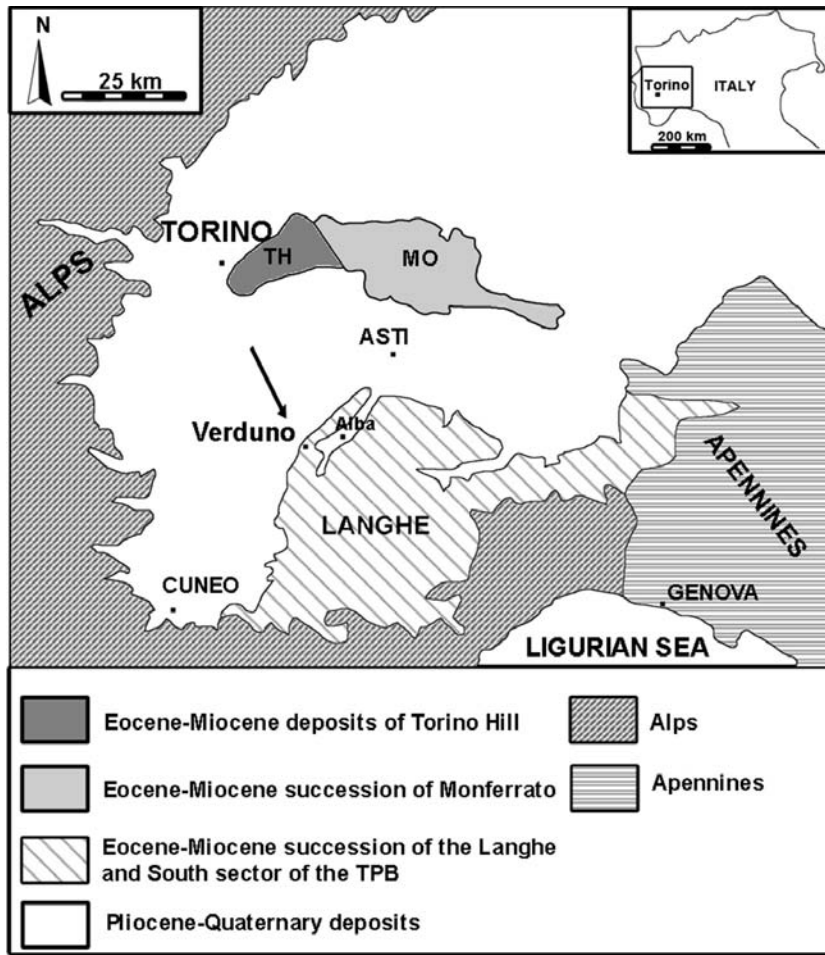 N
25 km
Torino
ITALY
200 km
TORINO
TH
MO
ALPS
ASTI
Verduno
Alba
APENNINES
LANGHE
CUNEO
GENOVA
LIGURIAN SEA
Eocene-Miocene deposits of Torino Hill
Alps
Eocene-Miocene succession of Monferrato
Apennines
Eocene-Miocene succession of the Langhe
and South sector of the TPB
Pliocene-Quaternary deposits